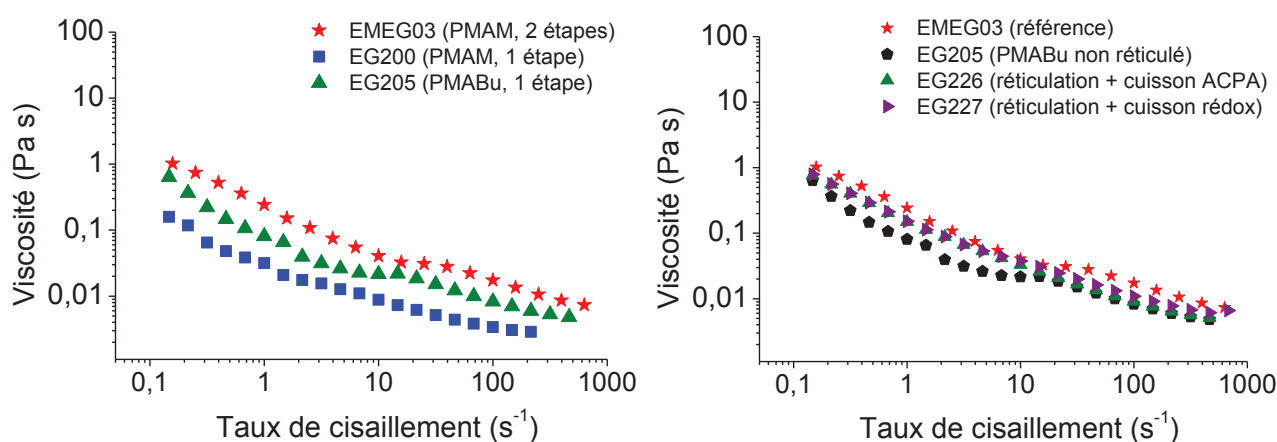 EMEG03 (PMAM, 2 étapes)
EG200 (PMAM, 1 étape)
EG205 (PMABu, 1 étape)
Viscosité (Pa s)
100
10
1
0,1
0,01
0,1
1
10
100
1000
Taux de cisaillement (s⁻¹)
EMEG03 (référence)
EG205 (PMABu non réticulé)
EG226 (réticulation + cuisson ACPA)
EG227 (réticulation + cuisson rédox)
Viscosité (Pa s)
100
10
1
0,1
0,01
0,1
1
10
100
1000
Taux de cisaillement (s⁻¹)